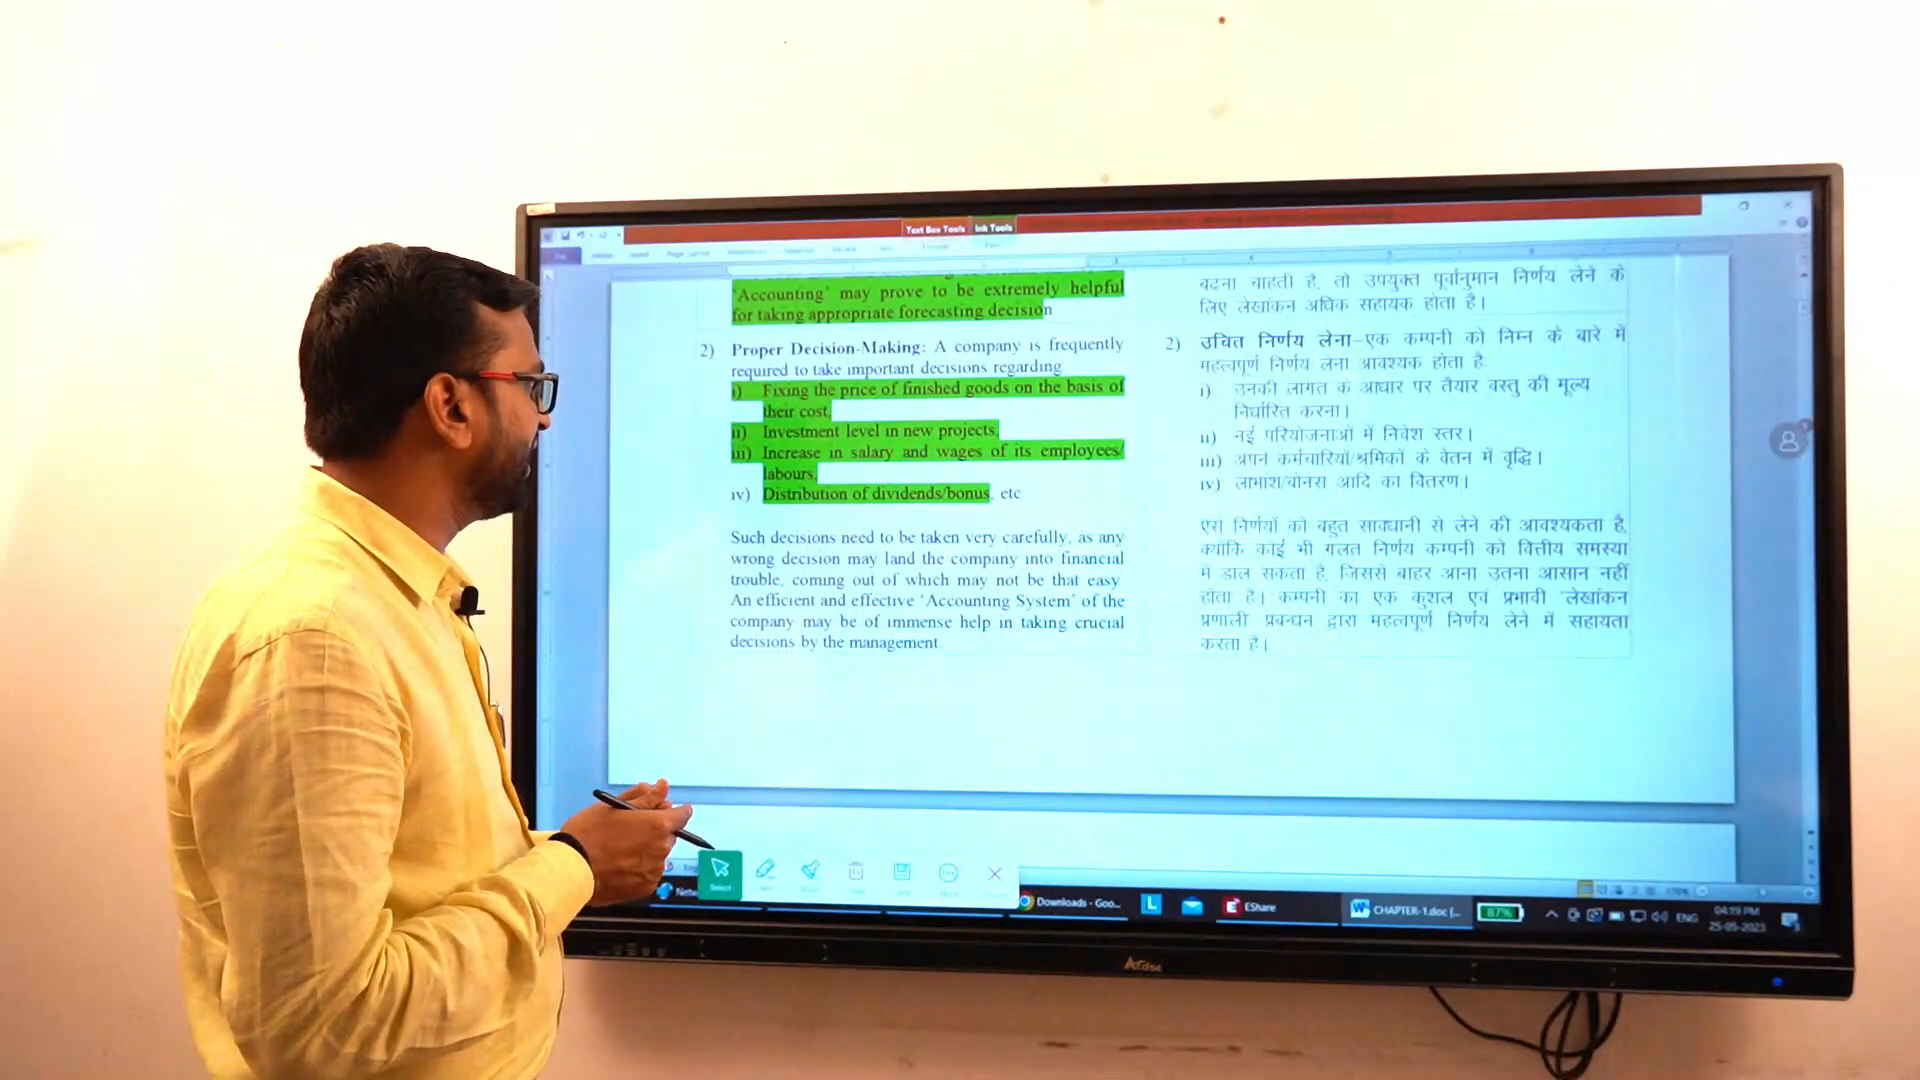 Text Box Tools Ink Tools
'Accounting' may prove to be extremely helpful
for taking appropriate forecasting decision
2) Proper Decision-Making: A company is frequently
required to take important decisions regarding
i) Fixing the price of finished goods on the basis of
their cost,
ii) Investment level in new projects,
iii) Increase in salary and wages of its employees/
labours,
iv) Distribution of dividends/bonus, etc
Such decisions need to be taken very carefully, as any
wrong decision may land the company into financial
trouble, coming out of which may not be that easy
An efficient and effective 'Accounting System' of the
company may be of immense help in taking crucial
decisions by the management.
बढना चाहती है, तो उपयुक्त पूर्वानुमान निर्णय लेने के
लिए लेखांकन अधिक सहायक होता है।
2) उचित निर्णय लेना–एक कम्पनी को निम्न के बारे में
महत्वपूर्ण निर्णय लेना आवश्यक होता है
i) उनकी लागत के आधार पर तैयार वस्तु की मूल्य
निर्धारित करना।
ii) नई परियोजनाओं में निवेश स्तर।
iii) अपने कर्मचारियों/श्रमिकों के वेतन में वृद्धि।
iv) लाभांश/बोनस आदि का वितरण।
ऐसे निर्णयों को बहुत सावधानी से लेने की आवश्यकता है,
क्योंकि कोई भी गलत निर्णय कम्पनी को वित्तीय समस्या
में डाल सकता है, जिससे बाहर आना उतना आसान नहीं
होता है। कम्पनी का एक कुशल एवं प्रभावी 'लेखांकन
प्रणाली प्रबन्धन द्वारा महत्वपूर्ण निर्णय लेने में सहायता
करता है।
Select
Downloads - Goo...
L
EShare
CHAPTER-1.doc [...
87%
ENG
04:19 PM
25-05-2023